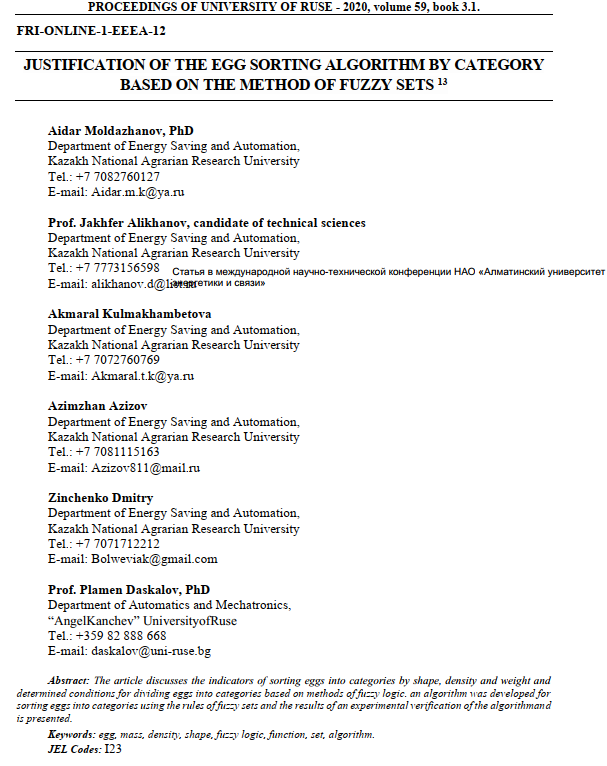 PROCEEDINGS OF UNIVERSITY OF RUSE - 2020, volume 59, book 3.1.
FRI-ONLINE-1-EEEA-12
JUSTIFICATION OF THE EGG SORTING ALGORITHM BY CATEGORY
BASED ON THE METHOD OF FUZZY SETS 13
Aidar Moldazhanov, PhD
Department of Energy Saving and Automation,
Kazakh National Agrarian Research University
Tel.: +7 7082760127
E-mail: Aidar.m.k@ya.ru
Prof. Jakhfer Alikhanov, candidate of technical sciences
Department of Energy Saving and Automation,
Kazakh National Agrarian Research University
Tel.: +7 7773156598
Статья в международной научно-технической конференции НАО «Алматинский университет
E-mail: alikhanov.d@list.ru
энергетики и связи»
Akmaral Kulmakhambetova
Department of Energy Saving and Automation,
Kazakh National Agrarian Research University
Tel.: +7 7072760769
E-mail: Akmaral.t.k@ya.ru
Azimzhan Azizov
Department of Energy Saving and Automation,
Kazakh National Agrarian Research University
Tel.: +7 7081115163
E-mail: Azizov811@mail.ru
Zinchenko Dmitry
Department of Energy Saving and Automation,
Kazakh National Agrarian Research University
Tel.: +7 7071712212
E-mail: Bolweviak@gmail.com
Prof. Plamen Daskalov, PhD
Department of Automatics and Mechatronics,
“AngelKanchev” UniversityofRuse
Tel.: +359 82 888 668
E-mail: daskalov@uni-ruse.bg
Abstract: The article discusses the indicators of sorting eggs into categories by shape, density and weight and
determined conditions for dividing eggs into categories based on methods of fuzzy logic. an algorithm was developed for
sorting eggs into categories using the rules of fuzzy sets and the results of an experimental verification of the algorithmand
is presented.
Keywords: egg, mass, density, shape, fuzzy logic, function, set, algorithm.
JEL Codes: I23